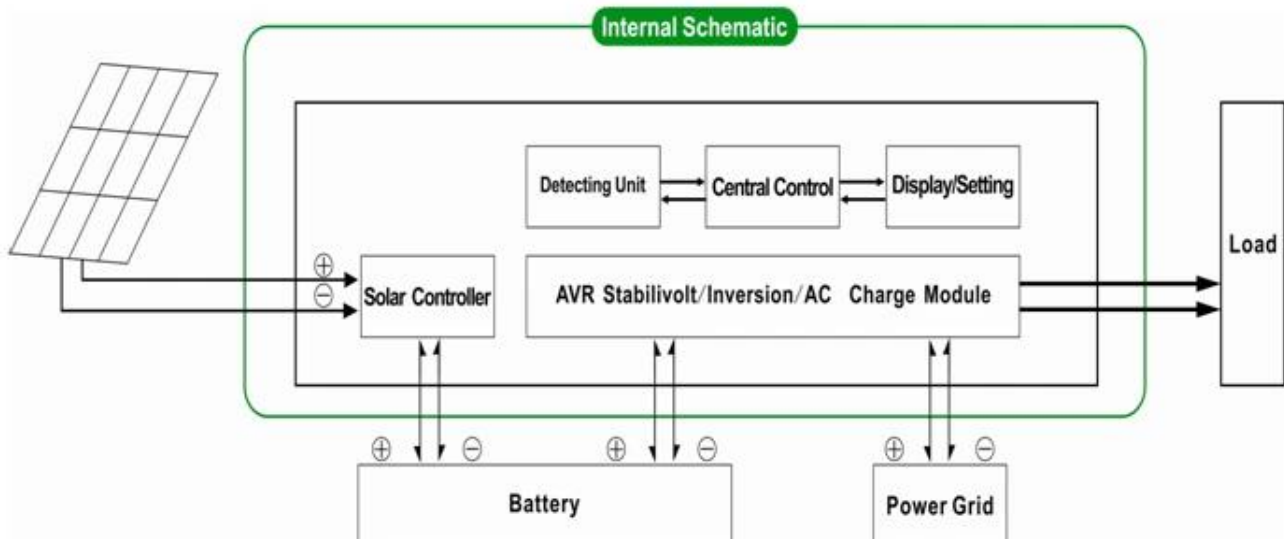 Internal Schematic
Detecting Unit
Central Control
Display/Setting
Load
⊕
⊖
Solar Controller
AVR Stabilivolt/Inversion/AC Charge Module
⊕ ⊖ ⊕ ⊖ ⊕ ⊖
Battery
Power Grid